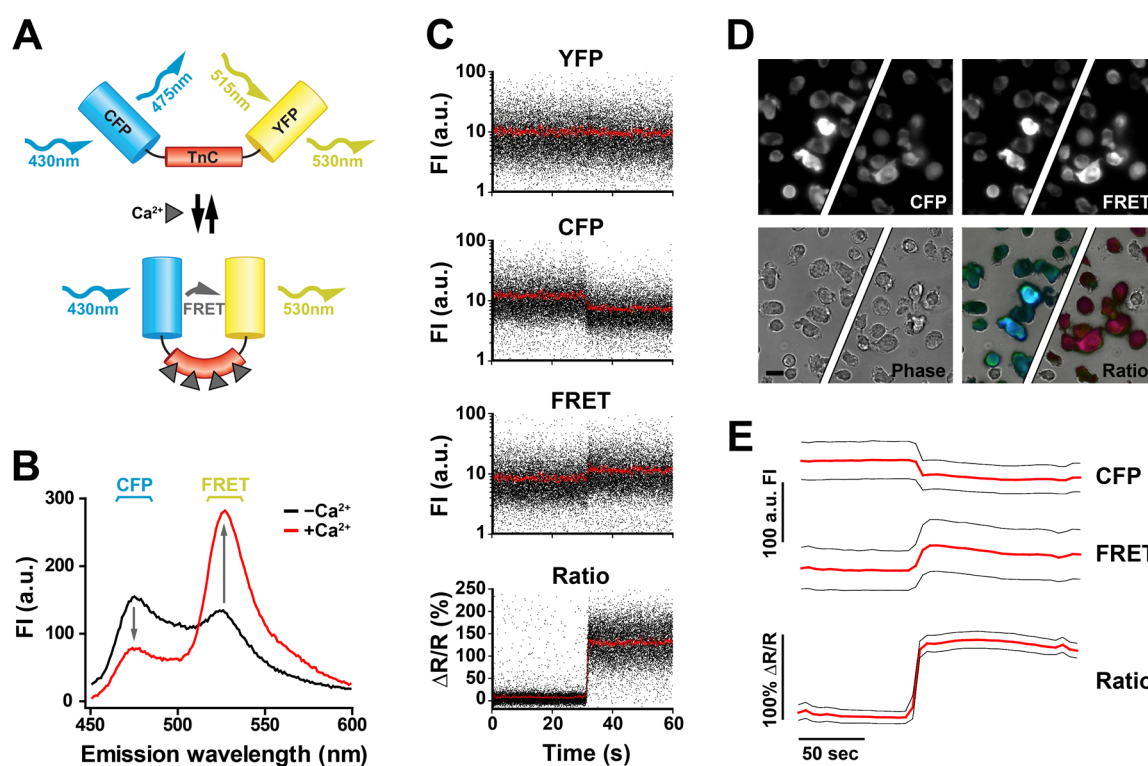 A
CFP
475nm
515nm
YFP
430nm
TnC
530nm
Ca²⁺
430nm
FRET
530nm
B
CFP
FRET
300
200
100
0
FI (a.u.)
−Ca²⁺
+Ca²⁺
450
500
550
600
Emission wavelength (nm)
C
YFP
100
10
1
FI (a.u.)
CFP
100
10
1
FI (a.u.)
FRET
100
10
1
FI (a.u.)
Ratio
250
200
150
100
50
0
ΔR/R (%)
0
20
40
60
Time (s)
D
CFP
FRET
Phase
Ratio
E
100 a.u. FI
CFP
FRET
100% ΔR/R
Ratio
50 sec